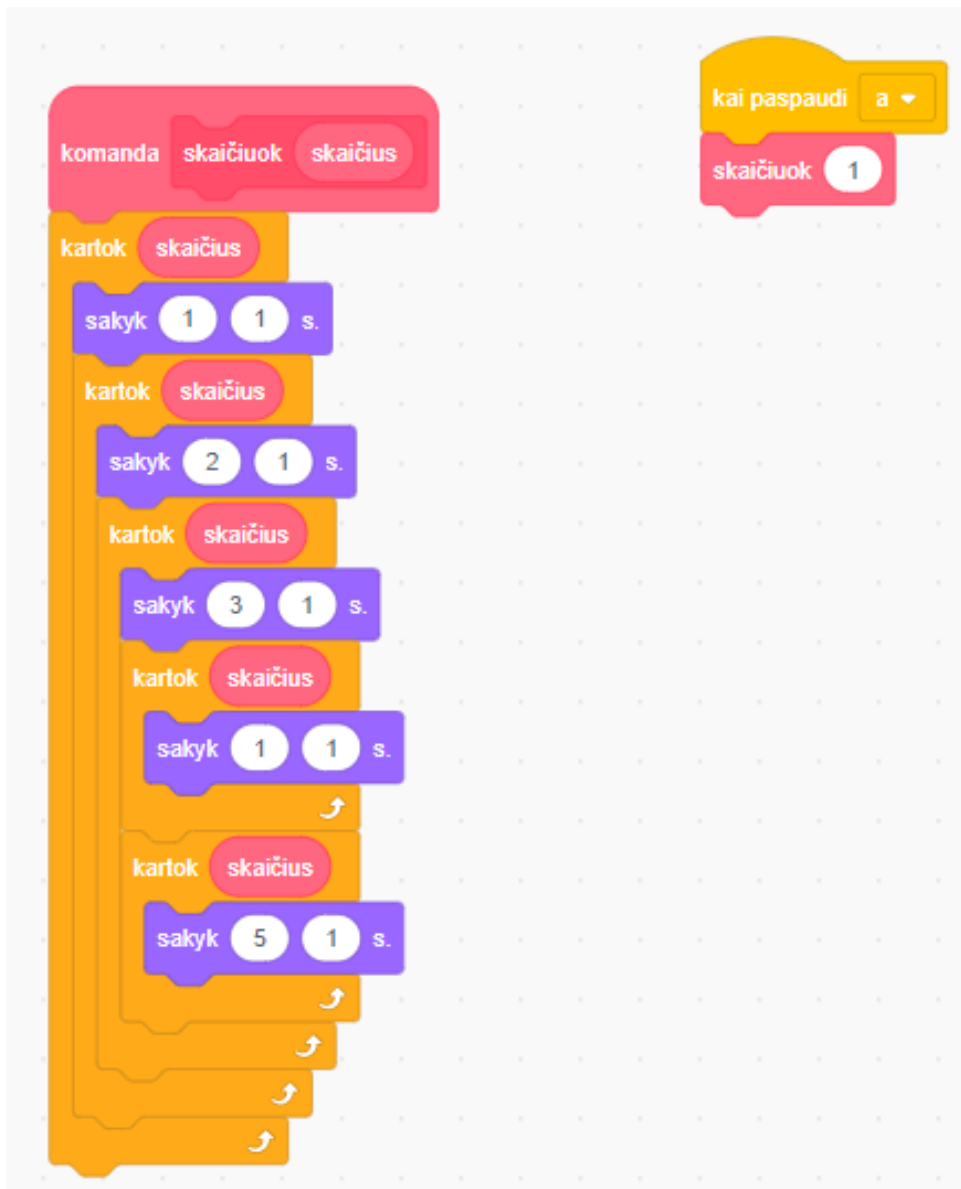 komanda skaičiuok skaičius
kartok skaičius
sakyk 1 1 s.
kartok skaičius
sakyk 2 1 s.
kartok skaičius
sakyk 3 1 s.
kartok skaičius
sakyk 1 1 s.
kartok skaičius
sakyk 5 1 s.
kai paspaudi a
skaičiuok 1